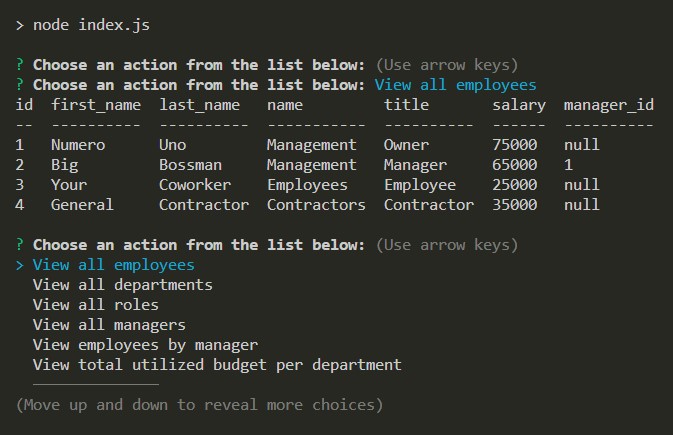 > node index.js
? Choose an action from the list below: (Use arrow keys)
? Choose an action from the list below: View all employees
id  first_name  last_name   name         title       salary  manager_id
--  ----------  ----------  -----------  ----------  ------  ----------
1   Numero      Uno         Management   Owner       75000   null
2   Big         Bossman     Management   Manager     65000   1
3   Your        Coworker    Employees    Employee    25000   null
4   General     Contractor  Contractors  Contractor  35000   null
? Choose an action from the list below: (Use arrow keys)
> View all employees
  View all departments
  View all roles
  View all managers
  View employees by manager
  View total utilized budget per department
  ──────────────
(Move up and down to reveal more choices)